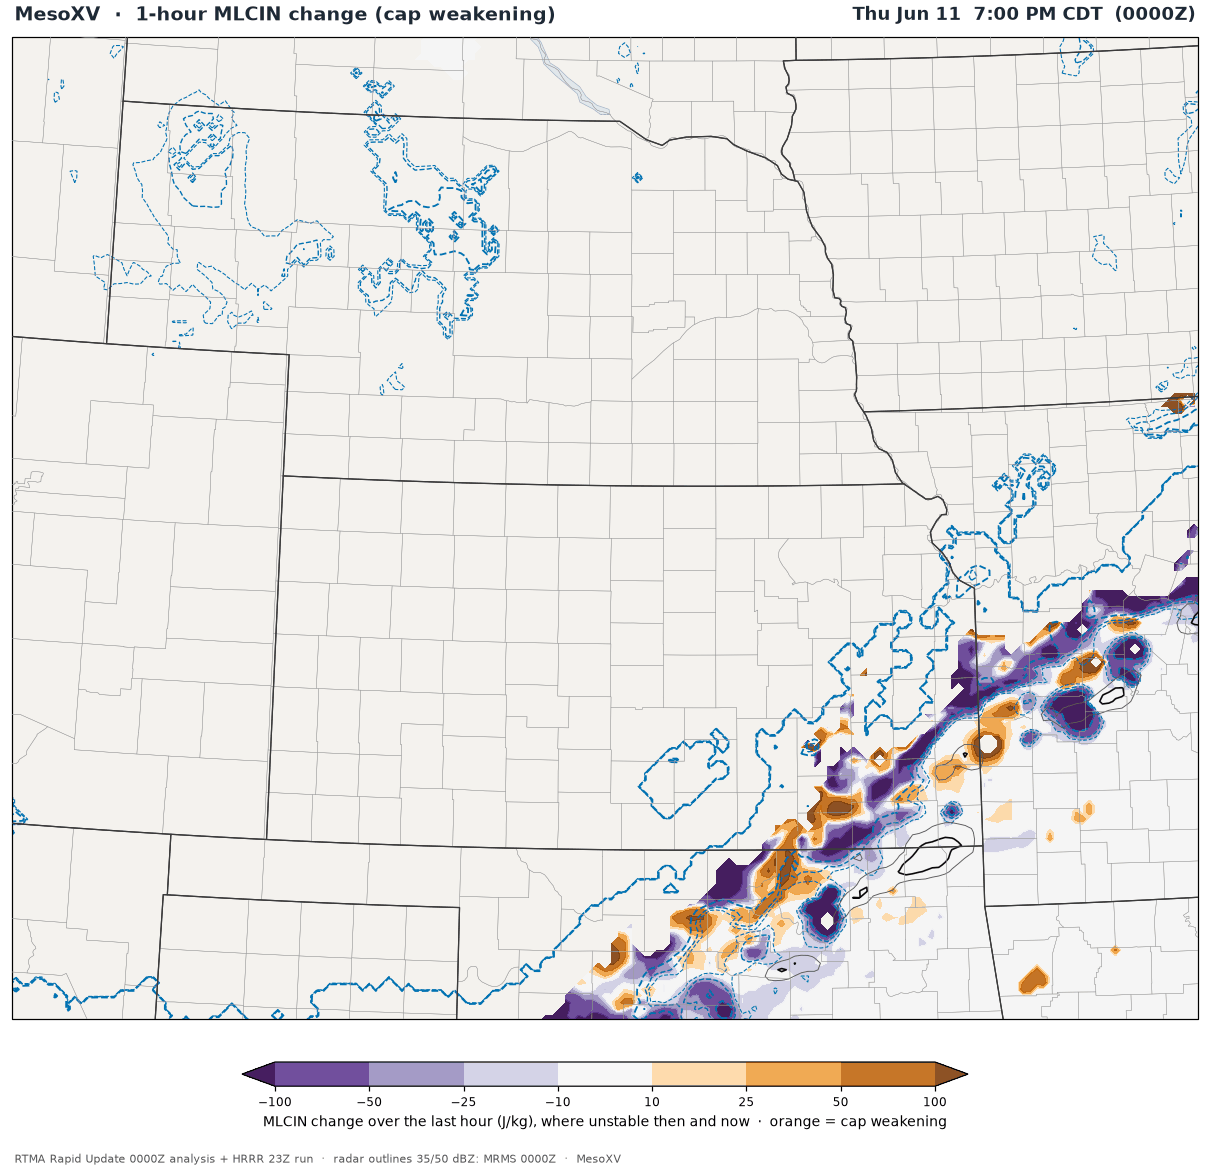 MesoXV · 1-hour MLCIN change (cap weakening)
Thu Jun 11 7:00 PM CDT (0000Z)
−100 −50 −25 −10 10 25 50 100
MLCIN change over the last hour (J/kg), where unstable then and now · orange = cap weakening
RTMA Rapid Update 0000Z analysis + HRRR 23Z run · radar outlines 35/50 dBZ: MRMS 0000Z · MesoXV